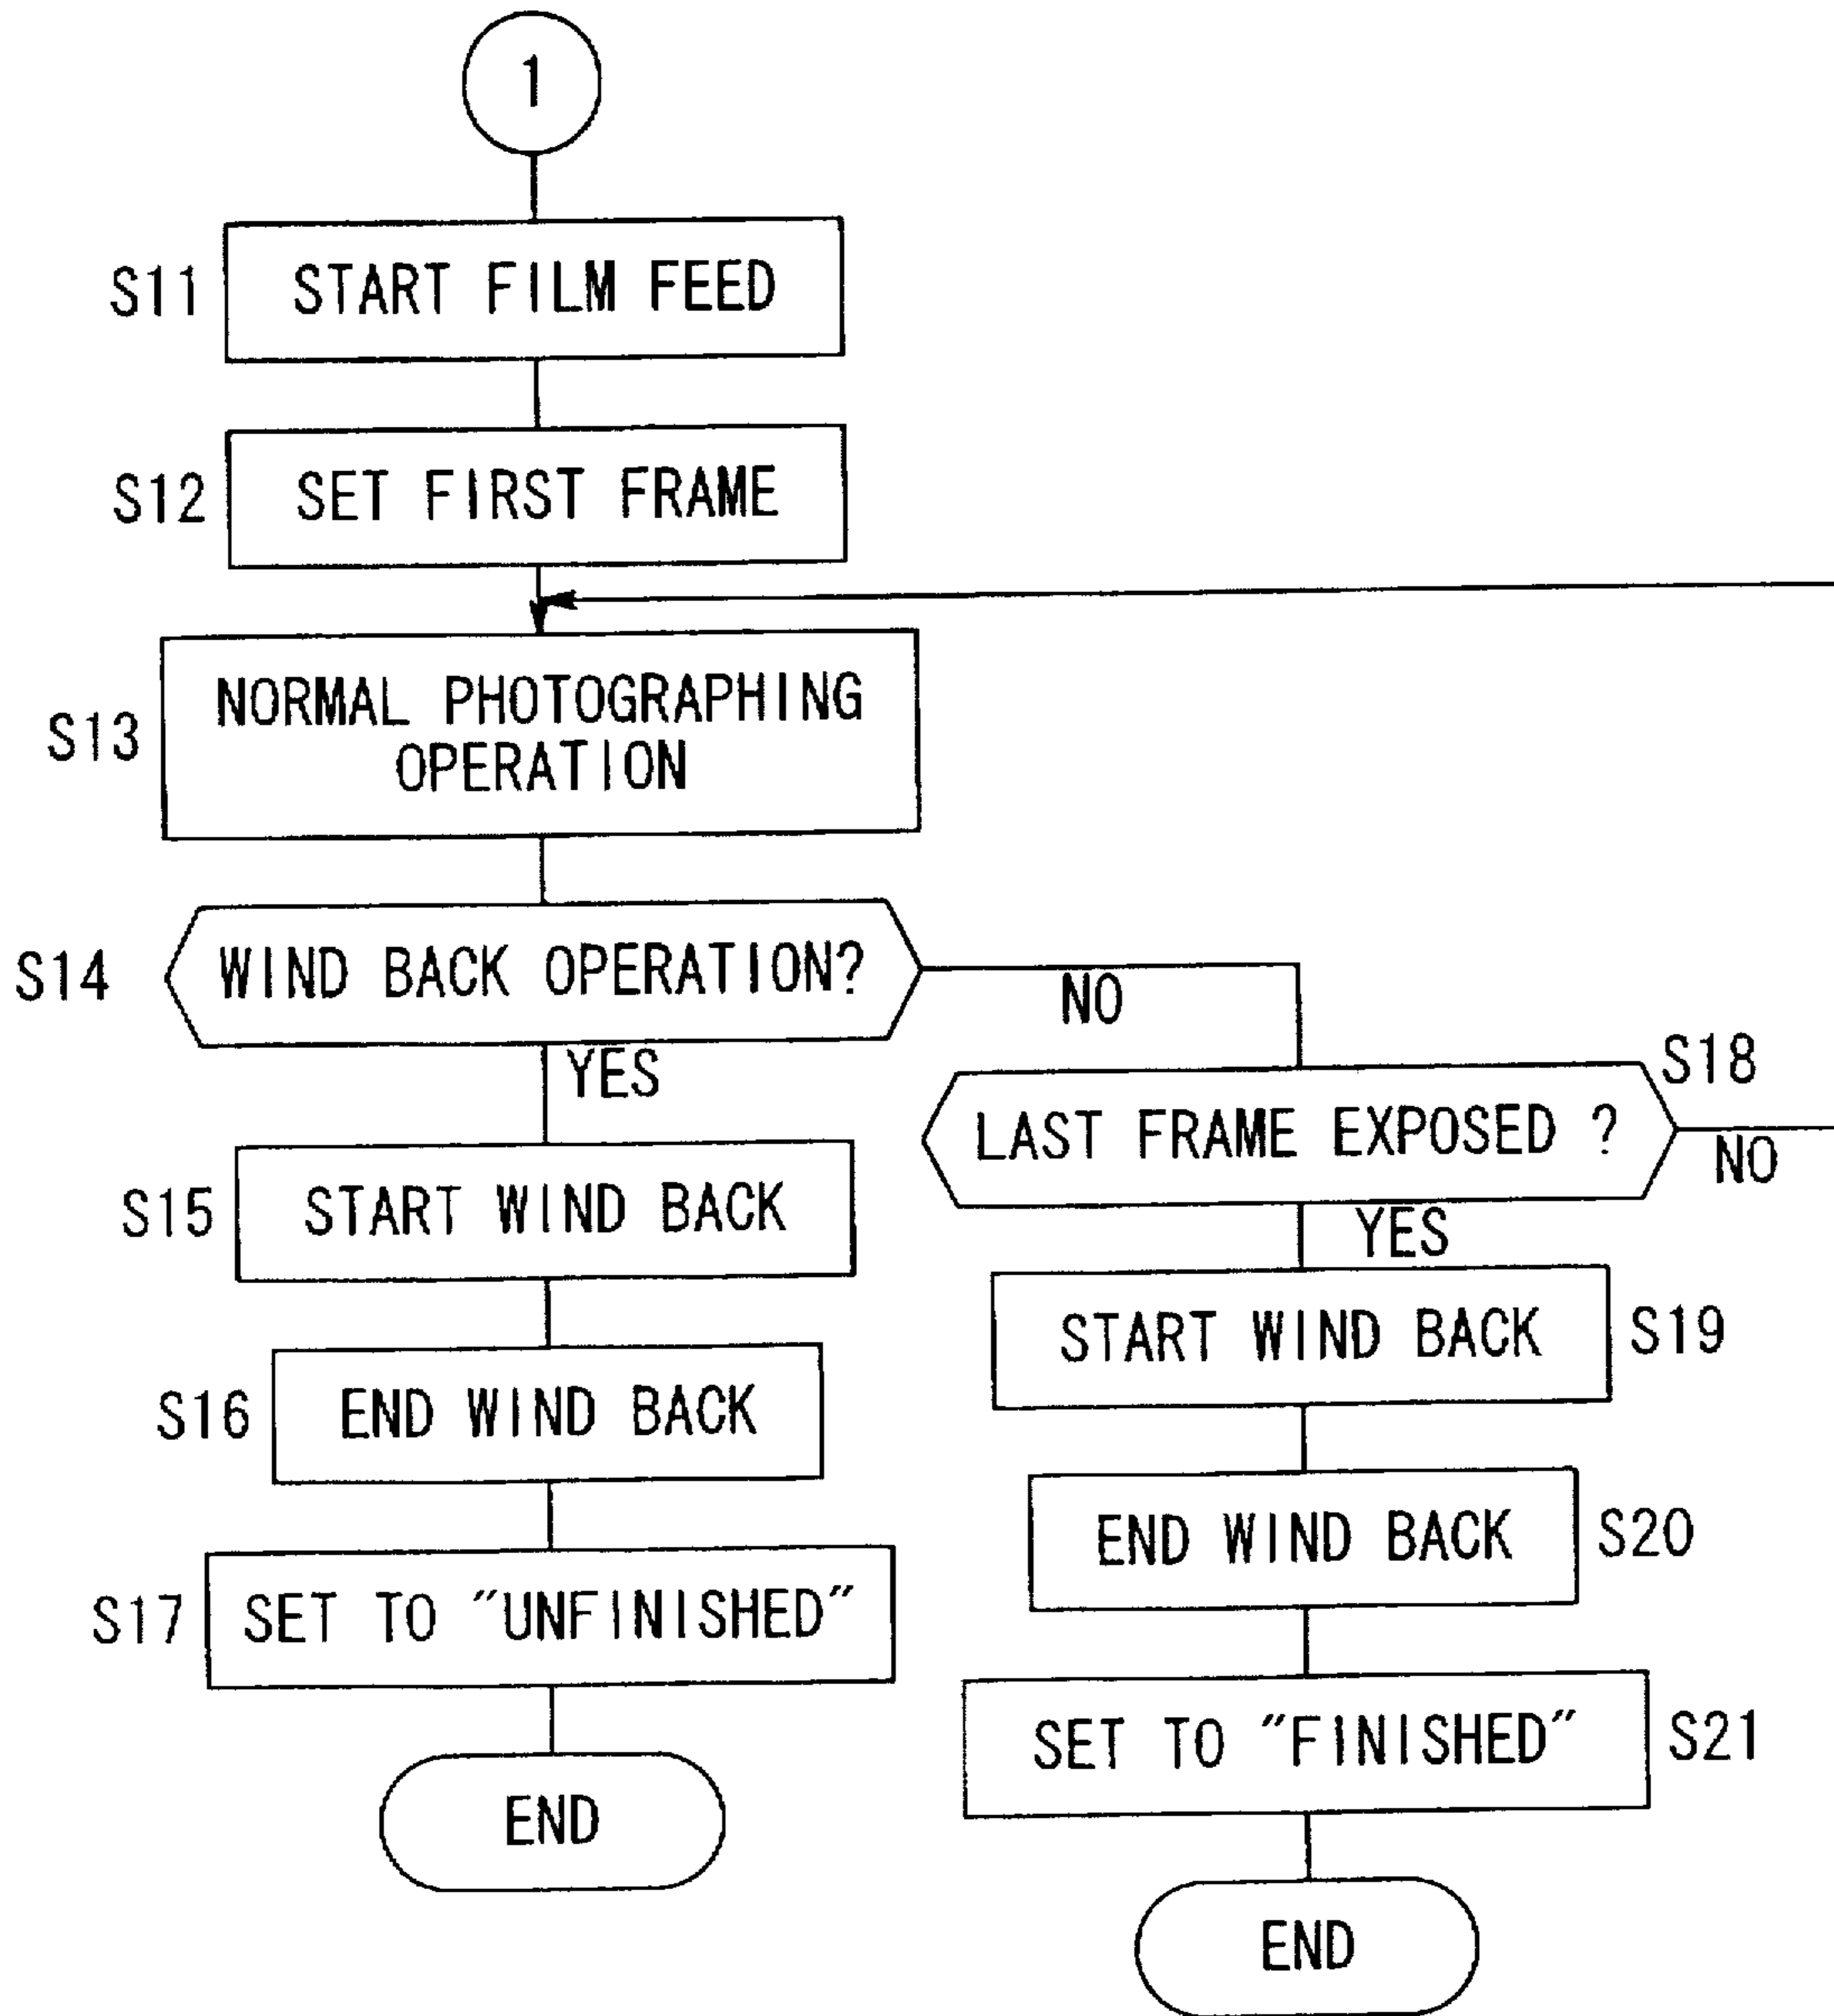 1
S11 START FILM FEED
S12 SET FIRST FRAME
S13 NORMAL PHOTOGRAPHING
OPERATION
S14 WIND BACK OPERATION?
NO
YES
S18
LAST FRAME EXPOSED ?
NO
YES
S15 START WIND BACK
START WIND BACK S19
S16 END WIND BACK
END WIND BACK S20
S17 SET TO "UNFINISHED"
SET TO "FINISHED" S21
END
END